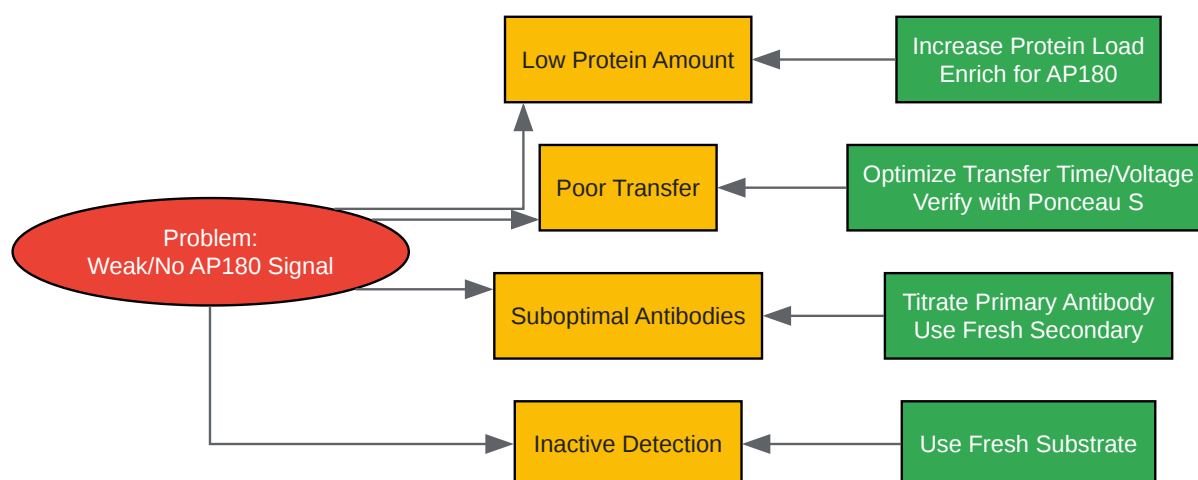 Problem:
Weak/No AP180 Signal
Low Protein Amount
Increase Protein Load
Enrich for AP180
Poor Transfer
Optimize Transfer Time/Voltage
Verify with Ponceau S
Suboptimal Antibodies
Titrate Primary Antibody
Use Fresh Secondary
Inactive Detection
Use Fresh Substrate